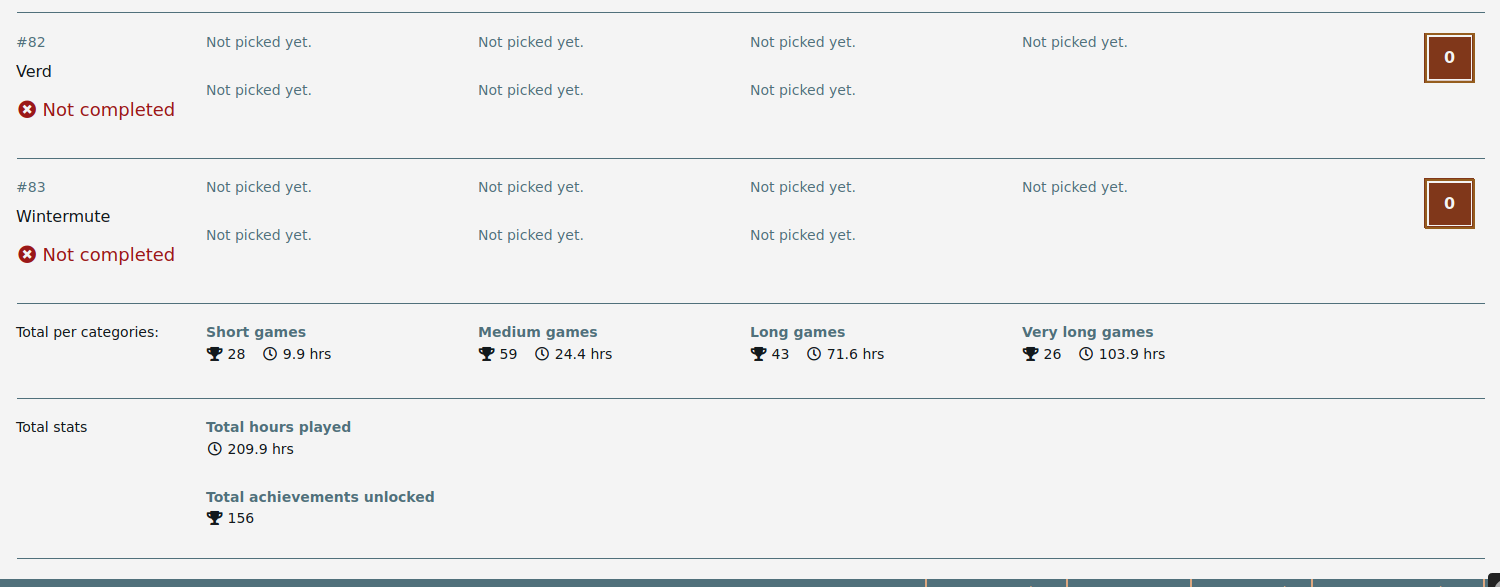 #82 Not picked yet. Not picked yet. Not picked yet. Not picked yet. 0
Verd
Not picked yet. Not picked yet. Not picked yet.
Not completed
#83 Not picked yet. Not picked yet. Not picked yet. Not picked yet. 0
Wintermute
Not picked yet. Not picked yet. Not picked yet.
Not completed
Total per categories: Short games Medium games Long games Very long games
28 9.9 hrs 59 24.4 hrs 43 71.6 hrs 26 103.9 hrs
Total stats Total hours played
209.9 hrs
Total achievements unlocked
156